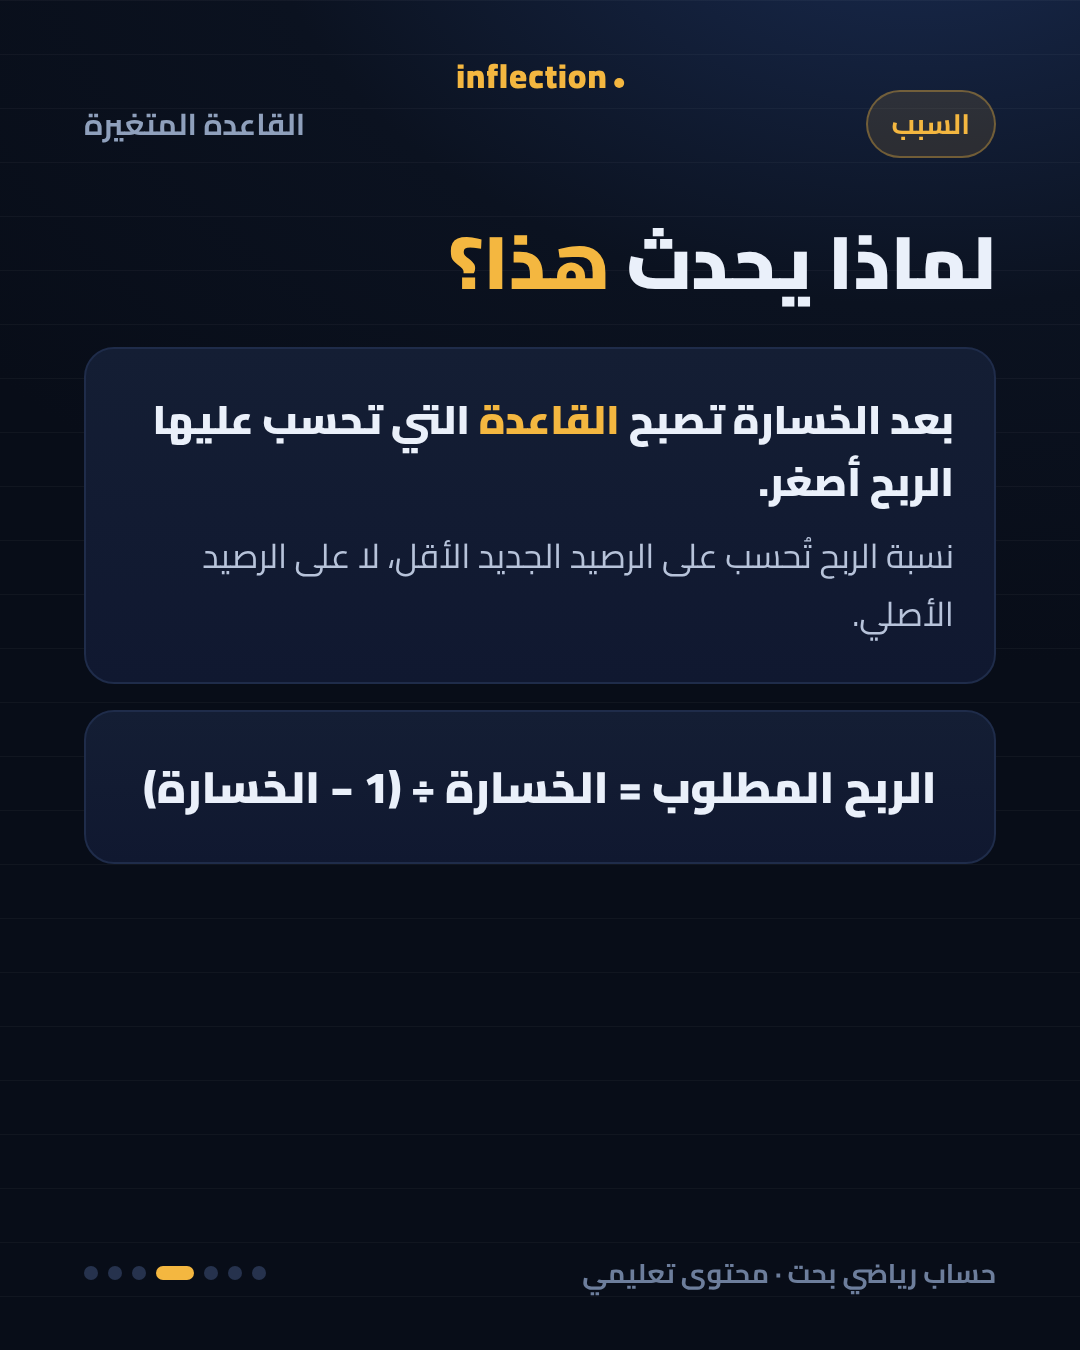 inflection.
السبب
القاعدة المتغيرة
لماذا يحدث هذا؟
بعد الخسارة تصبح القاعدة التي تحسب عليها
الربح أصغر.
نسبة الربح تُحسب على الرصيد الجديد الأقل، لا على الرصيد
الأصلي.
الربح المطلوب = الخسارة ÷ (1 – الخسارة)
حساب رياضي بحت · محتوى تعليمي